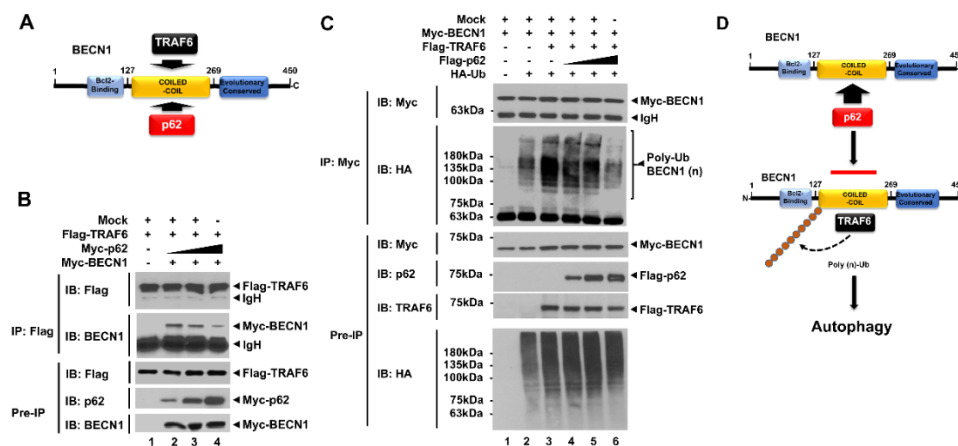 A
BECN1
TRAF6
1
127
269
450
Bcl2-
Binding
COILED
-COIL
Evolutionary
Conserved
-C
p62
B
Mock + + + -
Flag-TRAF6 + + + +
Myc-p62 -
Myc-BECN1 - + + +
IP: Flag
IB: Flag
Flag-TRAF6
IgH
IB: BECN1
Myc-BECN1
IgH
Pre-IP
IB: Flag
Flag-TRAF6
IB: p62
Myc-p62
IB: BECN1
Myc-BECN1
1 2 3 4
C
Mock + + + + + -
Myc-BECN1 + + + + + +
Flag-TRAF6 - - + + + +
Flag-p62 - - -
HA-Ub - + + + + +
IP: Myc
IB: Myc
63kDa
Myc-BECN1
IgH
IB: HA
180kDa
135kDa
100kDa
75kDa
63kDa
Poly-Ub
BECN1 (n)
Pre-IP
IB: Myc
75kDa
Myc-BECN1
IB: p62
75kDa
Flag-p62
IB: TRAF6
75kDa
Flag-TRAF6
IB: HA
180kDa
135kDa
100kDa
75kDa
63kDa
1 2 3 4 5 6
D
BECN1
1
127
269
45
Bcl2-
Binding
COILED
-COIL
Evolutionary
Conserved
p62
BECN1
1
127
269
45
N
Bcl2-
Binding
COILED
-COIL
Evolutionary
Conserved
TRAF6
Poly (n)-Ub
Autophagy